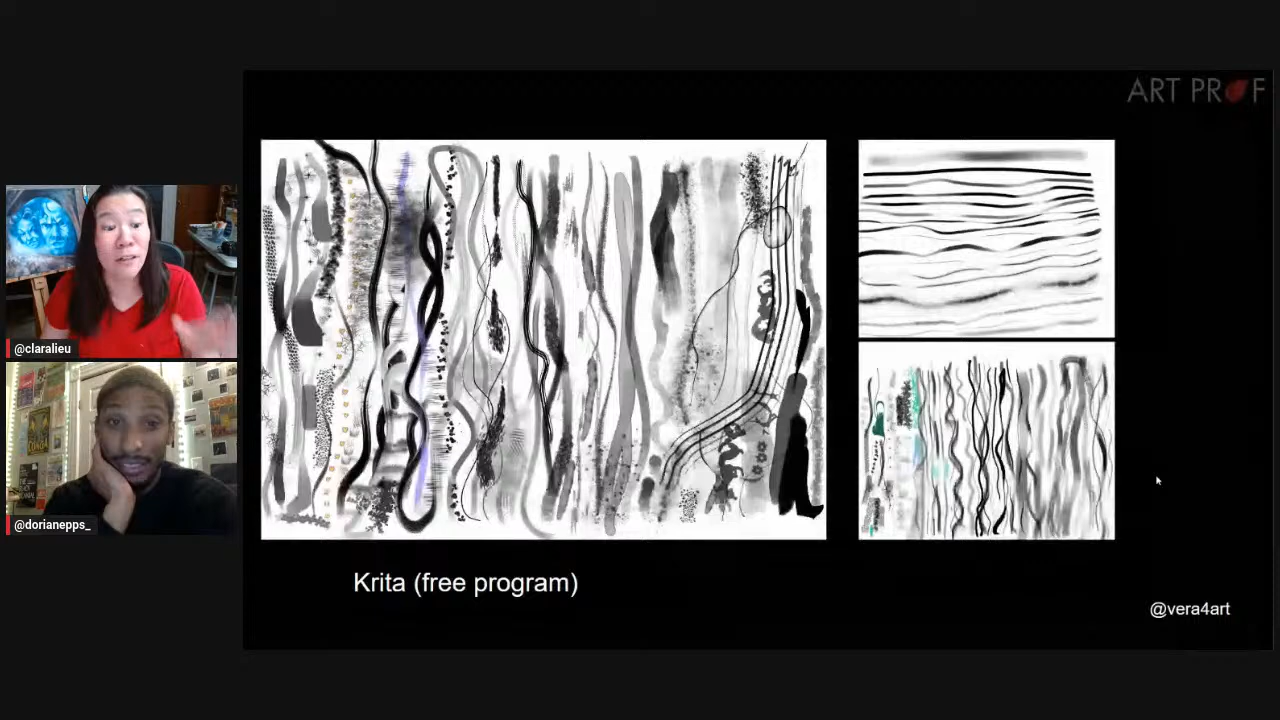 ART PROF
@claralieu
@dorianepps_
Krita (free program)
@vera4art